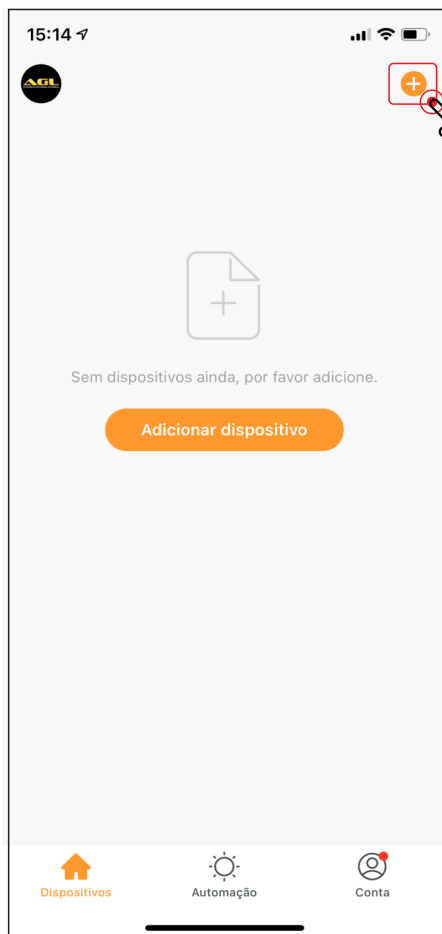 15:14
AGL
Sem dispositivos ainda, por favor adicione.
Adicionar dispositivo
Dispositivos
Automação
Conta